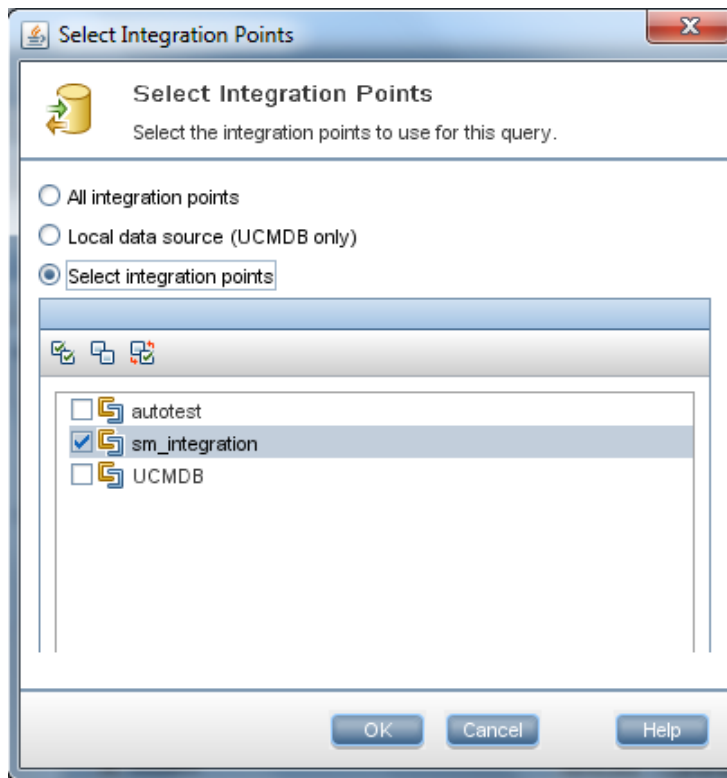 Select Integration Points
Select Integration Points
Select the integration points to use for this query.
All integration points
Local data source (UCMDB only)
Select integration points
autotest
sm_integration
UCMDB
OK Cancel Help